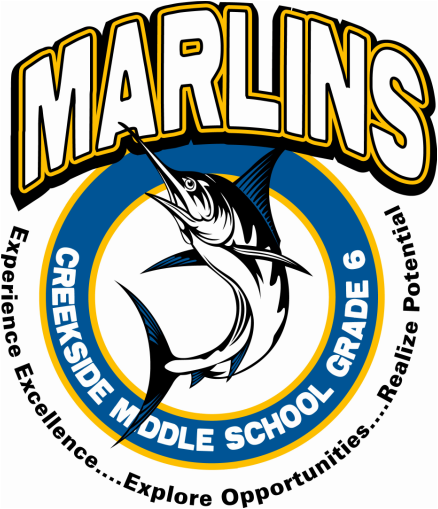 MARLINS
CREEKSIDE MIDDLE SCHOOL GRADE 6
Experience Excellence....Explore Opportunities....Realize Potential